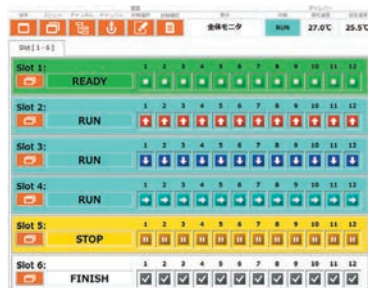 全体モニタ RUN 27.0℃ 25.5℃
Slot [ 1 - 6 ]
Slot 1: 1 2 3 4 5 6 7 8 9 10 11 12
READY
Slot 2: 1 2 3 4 5 6 7 8 9 10 11 12
RUN
Slot 3: 1 2 3 4 5 6 7 8 9 10 11 12
RUN
Slot 4: 1 2 3 4 5 6 7 8 9 10 11 12
RUN
Slot 5: 1 2 3 4 5 6 7 8 9 10 11 12
STOP
Slot 6: 1 2 3 4 5 6 7 8 9 10 11 12
FINISH